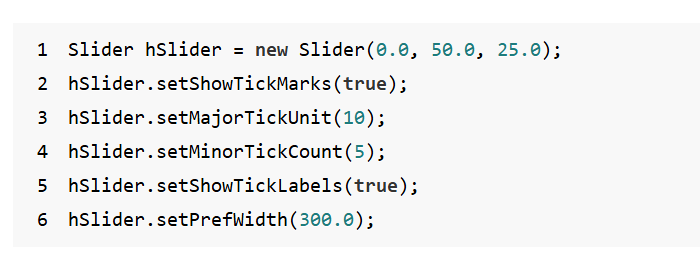 1 Slider hSlider = new Slider(0.0, 50.0, 25.0);
2 hSlider.setShowTickMarks(true);
3 hSlider.setMajorTickUnit(10);
4 hSlider.setMinorTickCount(5);
5 hSlider.setShowTickLabels(true);
6 hSlider.setPrefWidth(300.0);